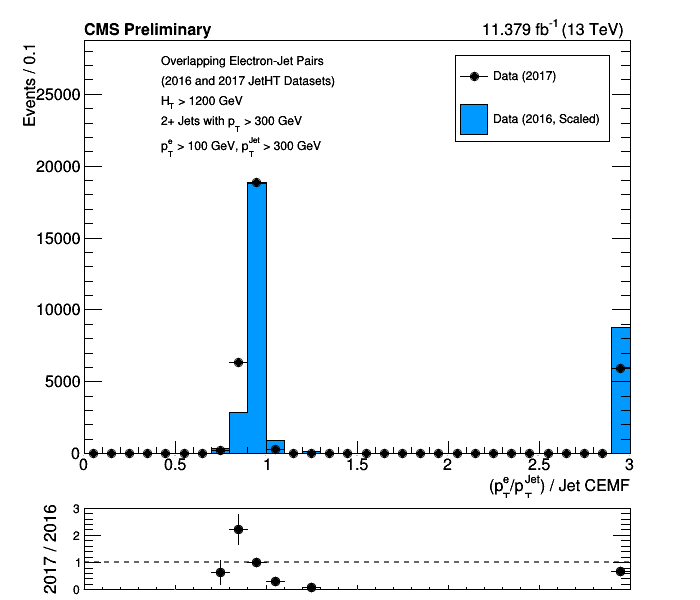 CMS Preliminary 11.379 fb⁻¹ (13 TeV)
Events / 0.1
Overlapping Electron-Jet Pairs
(2016 and 2017 JetHT Datasets)
H_T > 1200 GeV
2+ Jets with p_T > 300 GeV
p_T^e > 100 GeV, p_T^Jet > 300 GeV
Data (2017)
Data (2016, Scaled)
25000
20000
15000
10000
5000
0
0 0.5 1 1.5 2 2.5 3
(p_T^e/p_T^Jet) / Jet CEMF
2017 / 2016
3
2
1
0